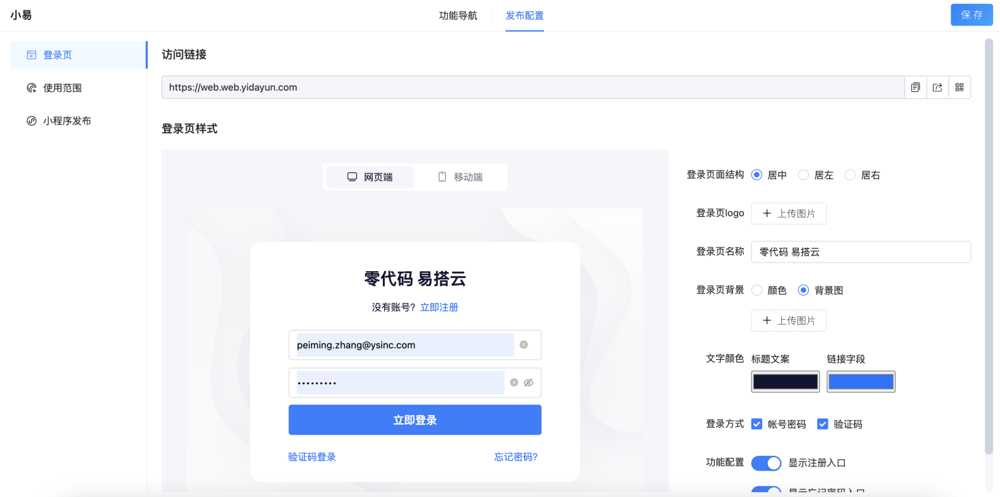 小易
功能导航
发布配置
保存
登录页
使用范围
小程序发布
访问链接
https://web.web.yidayun.com
登录页样式
网页端
移动端
零代码 易搭云
没有账号? 立即注册
peiming.zhang@ysinc.com
•••••••••
立即登录
验证码登录
忘记密码?
登录页面结构 居中 居左 居右
登录页logo + 上传图片
登录页名称 零代码 易搭云
登录页背景 颜色 背景图
+ 上传图片
文字颜色 标题文案 链接字段
登录方式 帐号密码 验证码
功能配置 显示注册入口
显示忘记密码入口